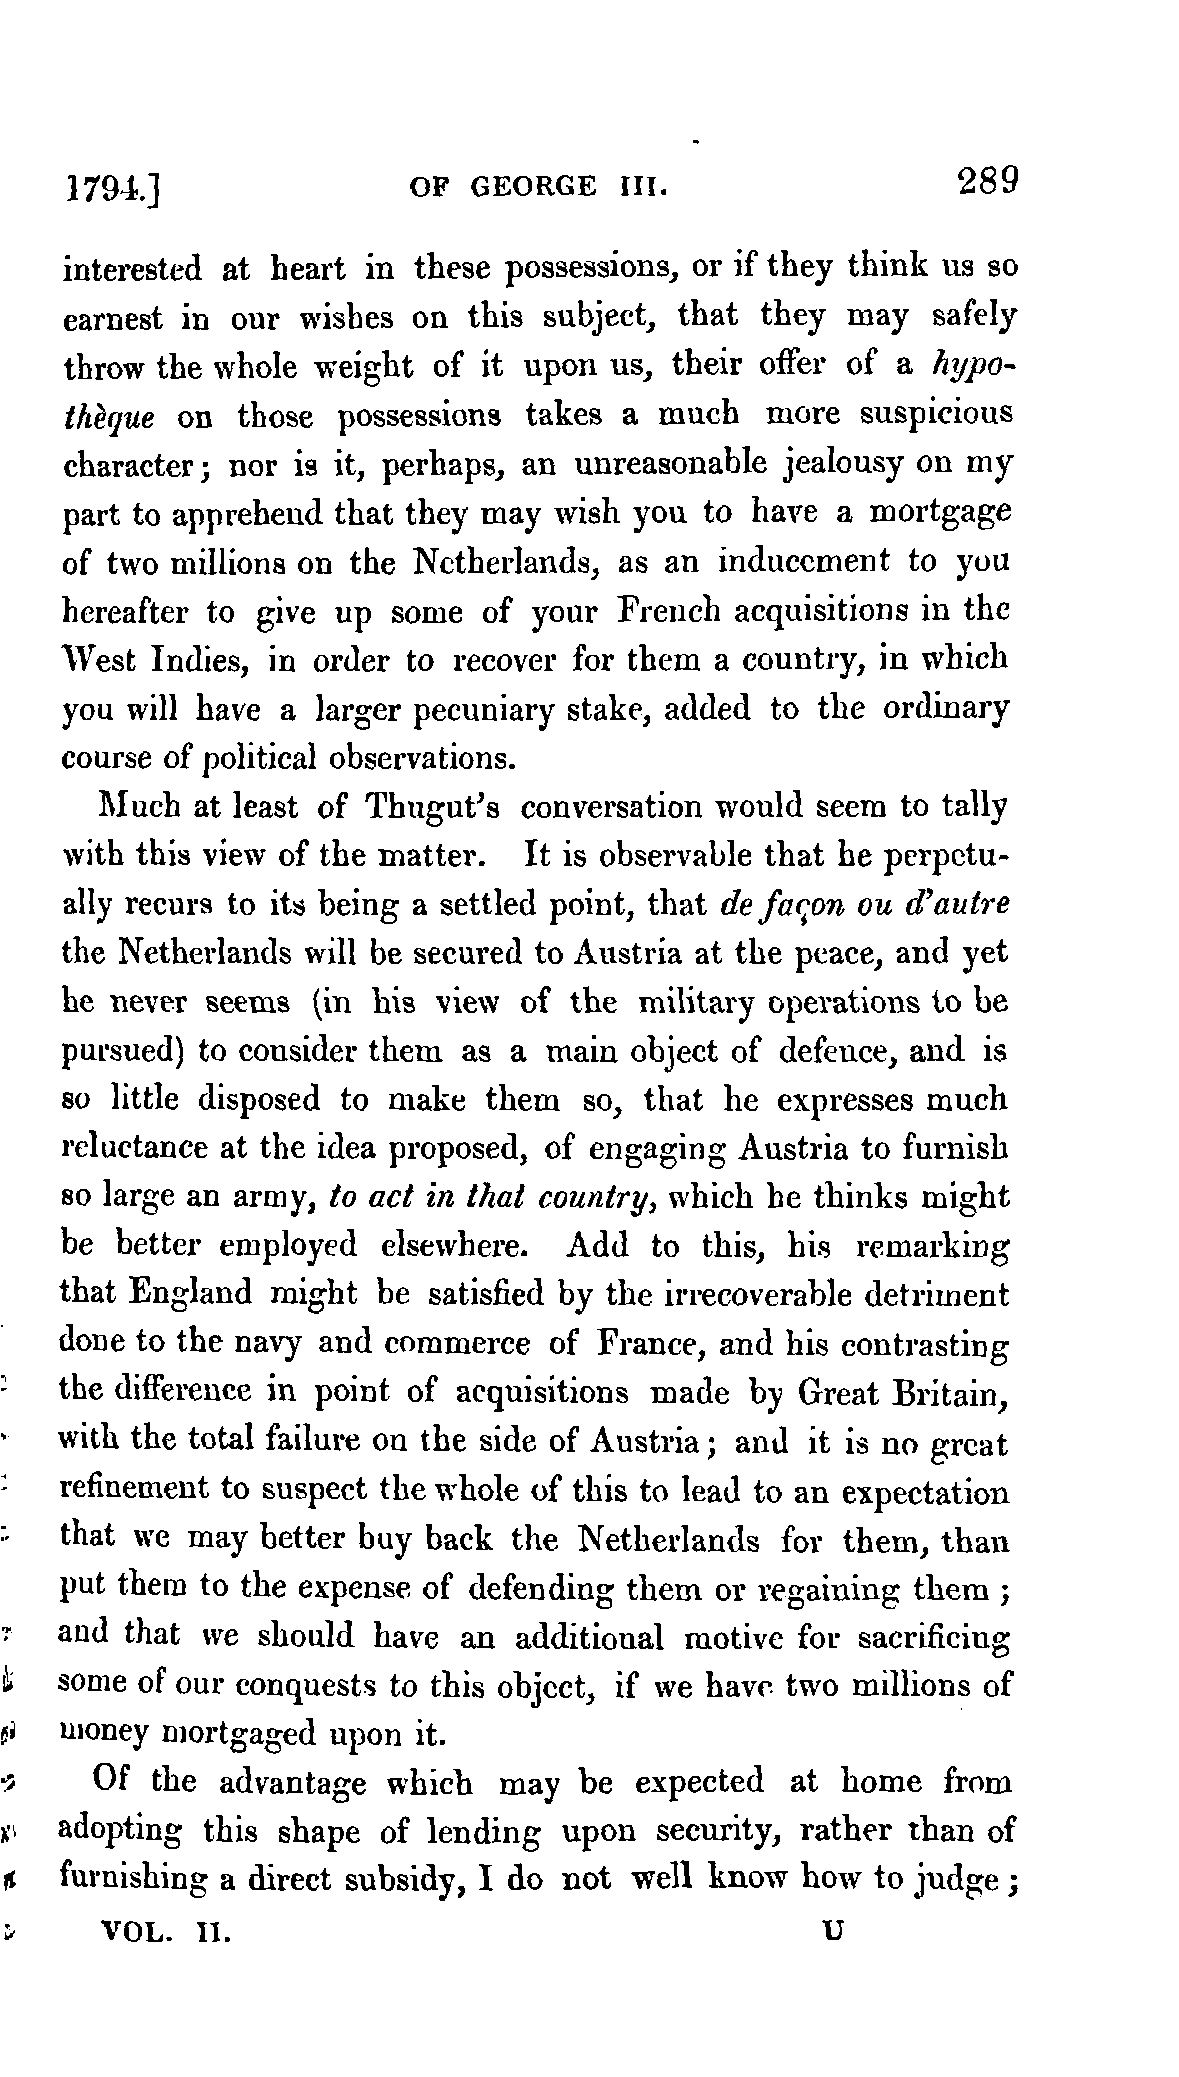 1794.] OF GEORGE III. 289
interested at heart in these possessions, or if they think us so
earnest in our wishes on this subject, that they may safely
throw the whole weight of it upon us, their offer of a hypo-
thèque on those possessions takes a much more suspicious
character; nor is it, perhaps, an unreasonable jealousy on my
part to apprehend that they may wish you to have a mortgage
of two millions on the Netherlands, as an inducement to you
hereafter to give up some of your French acquisitions in the
West Indies, in order to recover for them a country, in which
you will have a larger pecuniary stake, added to the ordinary
course of political observations.
Much at least of Thugut's conversation would seem to tally
with this view of the matter. It is observable that he perpetu-
ally recurs to its being a settled point, that de façon ou d'autre
the Netherlands will be secured to Austria at the peace, and yet
he never seems (in his view of the military operations to be
pursued) to consider them as a main object of defence, and is
so little disposed to make them so, that he expresses much
reluctance at the idea proposed, of engaging Austria to furnish
so large an army, to act in that country, which he thinks might
be better employed elsewhere. Add to this, his remarking
that England might be satisfied by the irrecoverable detriment
done to the navy and commerce of France, and his contrasting
the difference in point of acquisitions made by Great Britain,
with the total failure on the side of Austria; and it is no great
refinement to suspect the whole of this to lead to an expectation
that we may better buy back the Netherlands for them, than
put them to the expense of defending them or regaining them;
and that we should have an additional motive for sacrificing
some of our conquests to this object, if we have two millions of
money mortgaged upon it.
Of the advantage which may be expected at home from
adopting this shape of lending upon security, rather than of
furnishing a direct subsidy, I do not well know how to judge;
VOL. II. U